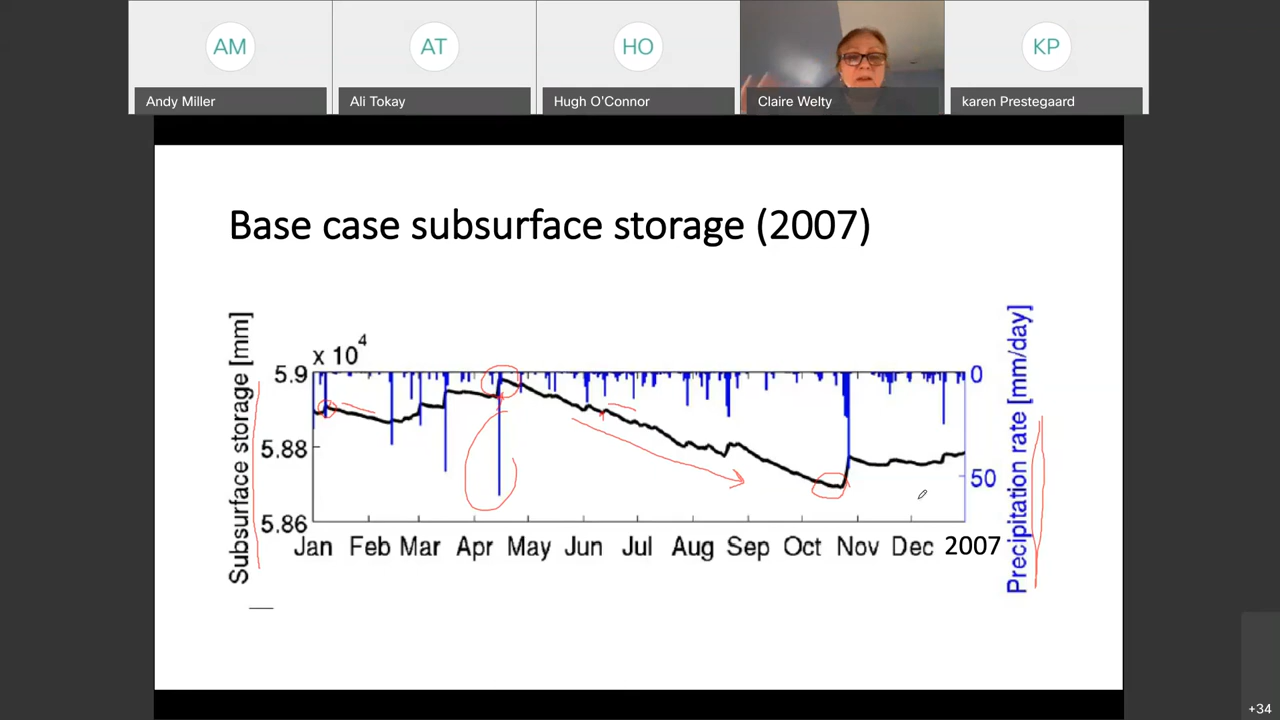 AM
AT
HO
KP
Andy Miller
Ali Tokay
Hugh O'Connor
Claire Welty
karen Prestegaard
Base case subsurface storage (2007)
x 10^4
Subsurface storage [mm]
5.9
5.88
5.86
0
50
Precipitation rate [mm/day]
Jan Feb Mar Apr May Jun Jul Aug Sep Oct Nov Dec 2007
+34